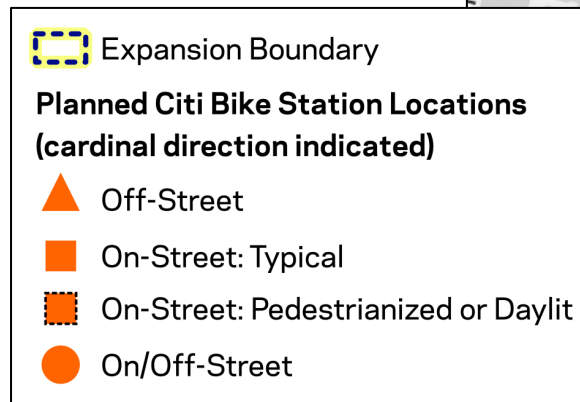 Expansion Boundary
Planned Citi Bike Station Locations
(cardinal direction indicated)
Off-Street
On-Street: Typical
On-Street: Pedestrianized or Daylit
On/Off-Street